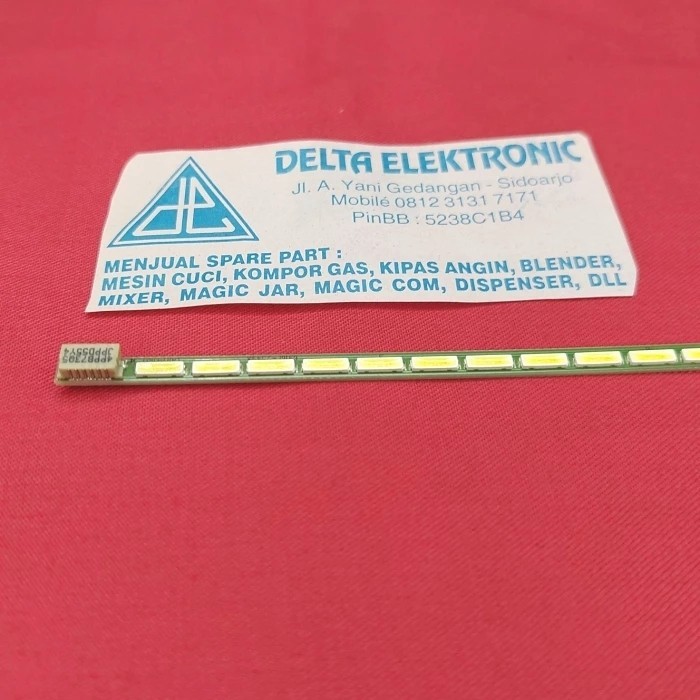 DELTA ELEKTRONIC
Jl. A. Yani Gedangan - Sidoarjo
Mobile 0812 3131 7171
PinBB : 5238C1B4
MENJUAL SPARE PART :
MESIN CUCI, KOMPOR GAS, KIPAS ANGIN, BLENDER,
MIXER, MAGIC JAR, MAGIC COM, DISPENSER, DLL